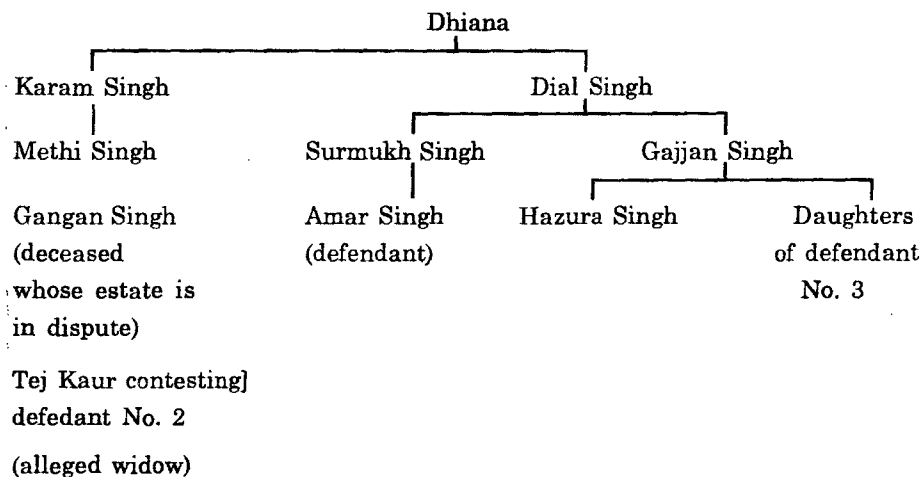 Dhiana
Karam Singh Dial Singh
Methi Singh Surmukh Singh Gajjan Singh
Gangan Singh Amar Singh Hazura Singh Daughters
(deceased (defendant) of defendant
whose estate is No. 3
in dispute)
Tej Kaur contesting]
defedant No. 2
(alleged widow)